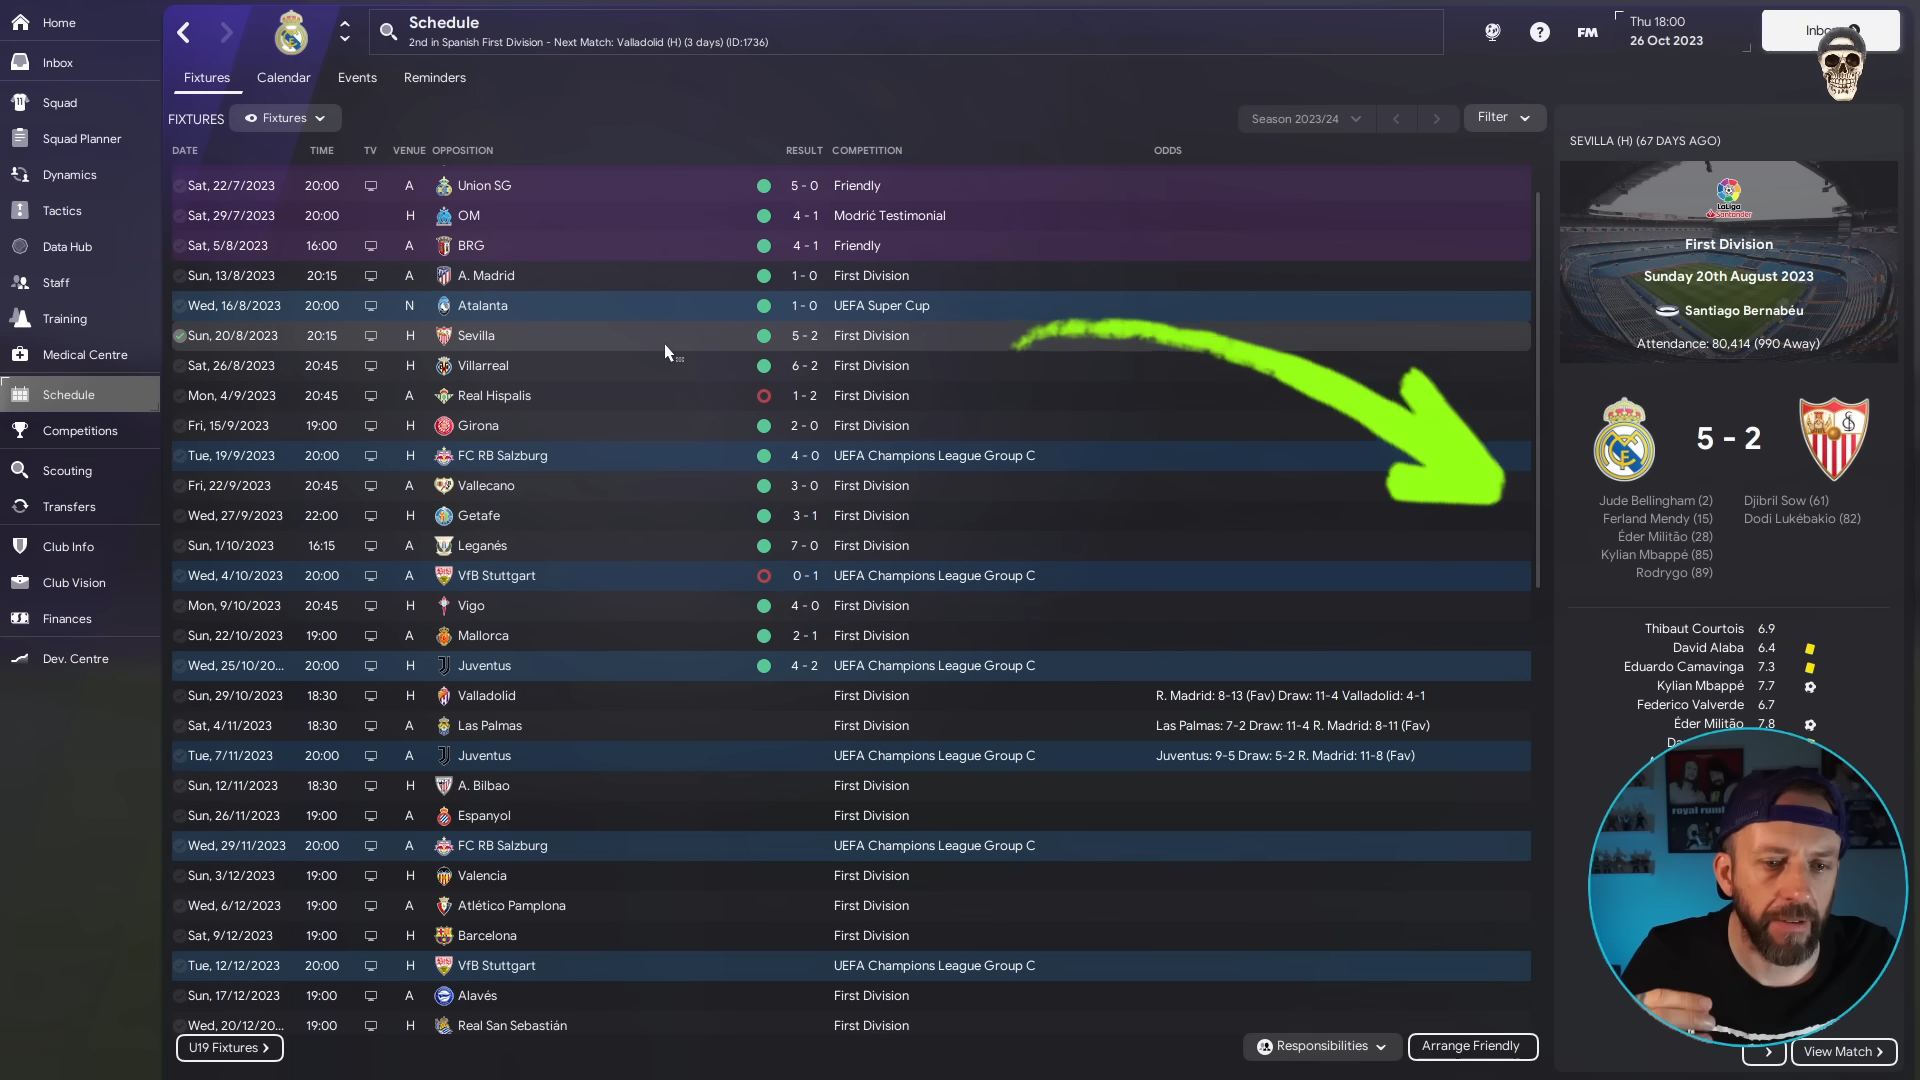 Home
Inbox
Squad
Squad Planner
Dynamics
Tactics
Data Hub
Staff
Training
Medical Centre
Schedule
Competitions
Scouting
Transfers
Club Info
Club Vision
Finances
Dev. Centre
Schedule
2nd in Spanish First Division - Next Match: Valladolid (H) (3 days) (ID:1736)
FM
Thu 18:00
26 Oct 2023
Fixtures Calendar Events Reminders
FIXTURES Fixtures Season 2023/24 Filter
DATE TIME TV VENUE OPPOSITION RESULT COMPETITION ODDS
Sat, 22/7/2023 20:00 A Union SG 5 - 0 Friendly
Sat, 29/7/2023 20:00 H OM 4 - 1 Modrić Testimonial
Sat, 5/8/2023 16:00 A BRG 4 - 1 Friendly
Sun, 13/8/2023 20:15 A A. Madrid 1 - 0 First Division
Wed, 16/8/2023 20:00 N Atalanta 1 - 0 UEFA Super Cup
Sun, 20/8/2023 20:15 H Sevilla 5 - 2 First Division
Sat, 26/8/2023 20:45 H Villarreal 6 - 2 First Division
Mon, 4/9/2023 20:45 A Real Hispalis 1 - 2 First Division
Fri, 15/9/2023 19:00 H Girona 2 - 0 First Division
Tue, 19/9/2023 20:00 H FC RB Salzburg 4 - 0 UEFA Champions League Group C
Fri, 22/9/2023 20:45 A Vallecano 3 - 0 First Division
Wed, 27/9/2023 22:00 H Getafe 3 - 1 First Division
Sun, 1/10/2023 16:15 A Leganés 7 - 0 First Division
Wed, 4/10/2023 20:00 A VfB Stuttgart 0 - 1 UEFA Champions League Group C
Mon, 9/10/2023 20:45 H Vigo 4 - 0 First Division
Sun, 22/10/2023 19:00 A Mallorca 2 - 1 First Division
Wed, 25/10/20... 20:00 H Juventus 4 - 2 UEFA Champions League Group C
Sun, 29/10/2023 18:30 H Valladolid First Division R. Madrid: 8-13 (Fav) Draw: 11-4 Valladolid: 4-1
Sat, 4/11/2023 18:30 A Las Palmas First Division Las Palmas: 7-2 Draw: 11-4 R. Madrid: 8-11 (Fav)
Tue, 7/11/2023 20:00 A Juventus UEFA Champions League Group C Juventus: 9-5 Draw: 5-2 R. Madrid: 11-8 (Fav)
Sun, 12/11/2023 18:30 H A. Bilbao First Division
Sun, 26/11/2023 19:00 A Espanyol First Division
Wed, 29/11/2023 20:00 A FC RB Salzburg UEFA Champions League Group C
Sun, 3/12/2023 19:00 H Valencia First Division
Wed, 6/12/2023 19:00 A Atlético Pamplona First Division
Sat, 9/12/2023 19:00 H Barcelona First Division
Tue, 12/12/2023 20:00 H VfB Stuttgart UEFA Champions League Group C
Sun, 17/12/2023 19:00 A Alavés First Division
Wed, 20/12/20... 19:00 H Real San Sebastián First Division
U19 Fixtures
Responsibilities
Arrange Friendly
SEVILLA (H) (67 DAYS AGO)
LaLiga
Santander
First Division
Sunday 20th August 2023
Santiago Bernabéu
Attendance: 80,414 (990 Away)
5 - 2
Jude Bellingham (2) Djibril Sow (61)
Ferland Mendy (15) Dodi Lukébakio (82)
Éder Militão (28)
Kylian Mbappé (85)
Rodrygo (89)
Thibaut Courtois 6.9
David Alaba 6.4
Eduardo Camavinga 7.3
Kylian Mbappé 7.7
Federico Valverde 6.7
Éder Militão 7.8
View Match